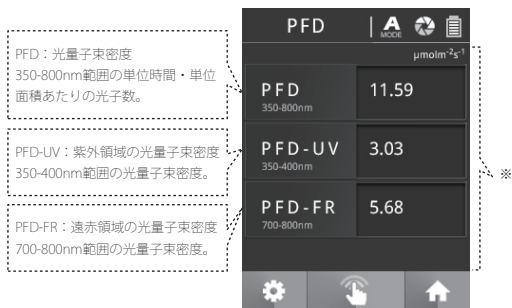 PFD
A
MODE
μmolm⁻²s⁻¹
PFD：光量子束密度
350-800nm範囲の単位時間・単位
面積あたりの光子数。
PFD
350-800nm
11.59
PFD-UV：紫外領域の光量子束密度
350-400nm範囲の光量子束密度。
PFD-UV
350-400nm
3.03
※
PFD-FR：遠赤領域の光量子束密度
700-800nm範囲の光量子束密度。
PFD-FR
700-800nm
5.68